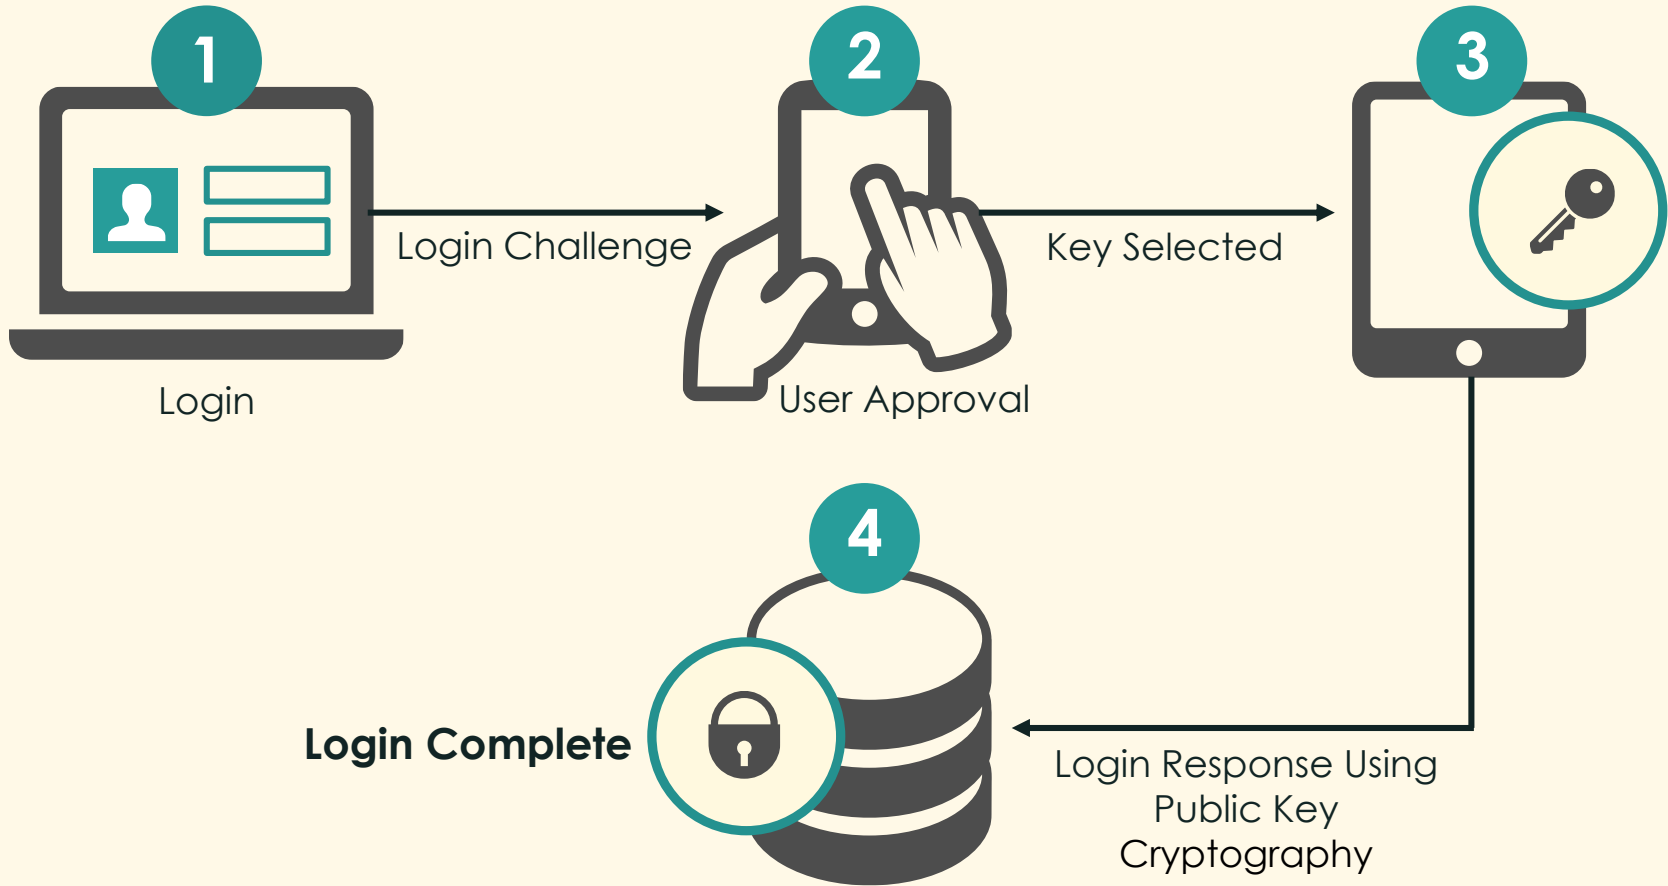 1
2
3
Login Challenge
Key Selected
Login
User Approval
4
Login Complete
Login Response Using
Public Key
Cryptography